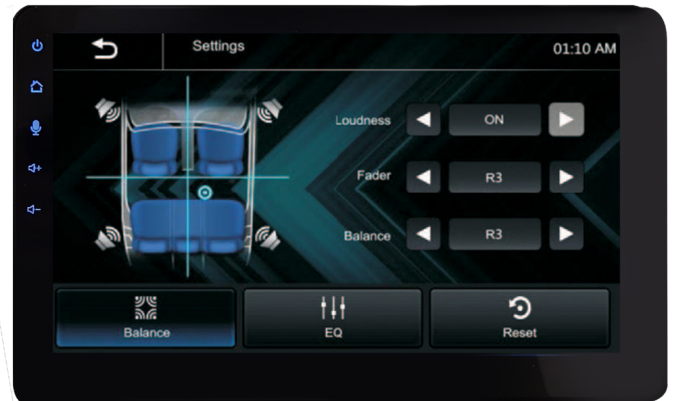 Settings
01:10 AM
Loudness
ON
Fader
R3
Balance
R3
Balance
EQ
Reset